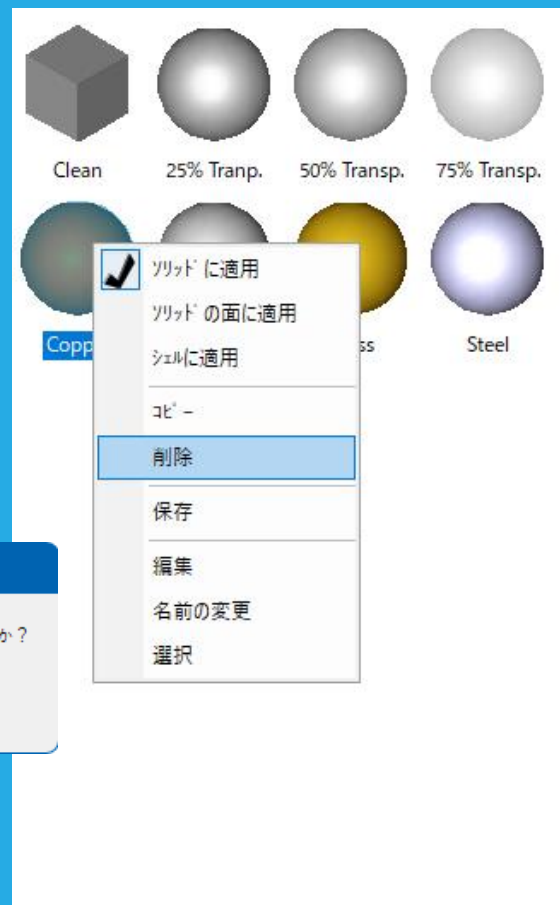 Clean
25% Tranp.
50% Transp.
75% Transp.
Copp
ss
Steel
ｿﾘｯﾄﾞに適用
ｿﾘｯﾄﾞの面に適用
ｼｪﾙに適用
ｺﾋﾟｰ
削除
保存
編集
名前の変更
選択
か？